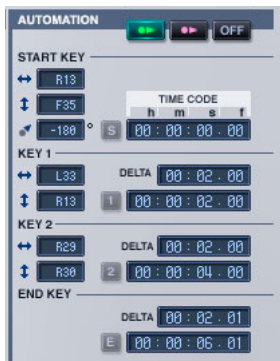 AUTOMATION OFF
START KEY
R13
F35
TIME CODE
h m s f
-180 ° S 00 : 00 : 00 . 00
KEY 1
L33 DELTA 00 : 02 . 00
R13 1 00 : 00 : 02 . 00
KEY 2
R29 DELTA 00 : 02 . 00
R30 2 00 : 00 : 04 . 00
END KEY
DELTA 00 : 02 . 01
E 00 : 00 : 06 . 01